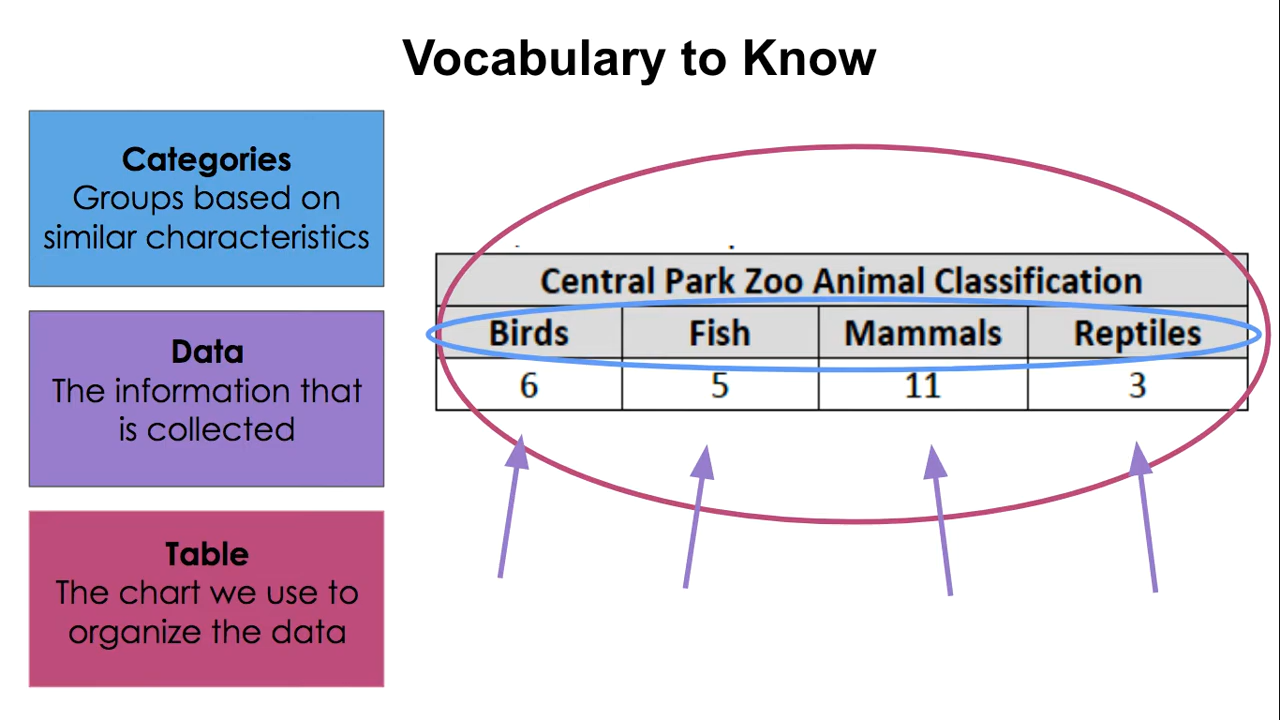 Vocabulary to Know
Categories
Groups based on
similar characteristics
Data
The information that
is collected
Table
The chart we use to
organize the data
Central Park Zoo Animal Classification
Birds Fish Mammals Reptiles
6 5 11 3